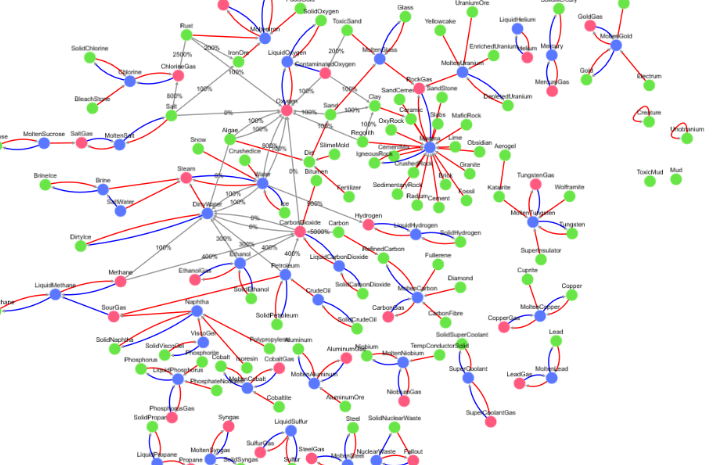 SolidOxygen
UraniumOre
Glass
ToxicSand
GoldGas
LiquidHelium
Yellowcake
Rust
MoltenIron
MoltenGold
SolidChlorine
200%
2500%
IronOre
LiquidOxygen
200%
MoltenGlass
EnrichedUranium
Helium
Mercury
ContaminatedOxygen
MoltenUranium
Chlorine
ChlorineGas
100%
RockGas
Gold
Electrum
MercuryGas
BleachStone
800%
100%
SandCement
SandStone
DepletedUranium
Salt
0%
Oxygen
100%
Sand
Clay
Ceramic
100%
100%
100%
Slabs
MaficRock
Creature
OxyRock
MoltenSucrose
SaltGas
MoltenSalt
Algae
100%
100%
Regolith
Unobtanium
Snow
SlimeMold
Lime
Obsidian
CrushedIce
IgneousRock
Dirt
CrushedRock
Granite
Aerogel
Steam
Bitumen
0%
ToxicMud
Mud
BrineIce
Brine
Water
Fertilizer
SedimentaryRock
Brick
Fossil
Katairite
TungstenGas
Wolframite
100%
SaltWater
DirtyWater
Ice
Radium
Cement
100%
0%
CarbonDioxide
Carbon
Hydrogen
MoltenTungsten
Tungsten
DirtyIce
0%
LiquidHydrogen
SolidHydrogen
100%
300%
400%
400%
SuperInsulator
400%
Ethanol
LiquidCarbonDioxide
RefinedCarbon
Fullerene
Methane
EthanolGas
Petroleum
Cuprite
LiquidMethane
SolidEthanol
CrudeOil
SolidCarbonDioxide
MoltenCarbon
Diamond
Copper
SourGas
Naphtha
SolidPetroleum
CarbonGas
CarbonFibre
CopperGas
MoltenCopper
SolidCrudeOil
SolidNaphtha
ViscoGel
SolidViscoGel
Polypropylene
Aluminum
SolidSuperCoolant
Lead
Phosphorus
Phosphorite
Cobalt
Isoresin
CobaltGas
AluminumGas
Niobium
TempConductorSolid
MoltenNiobium
LiquidPhosphorus
PhosphateNodules
MoltenCobalt
MoltenAluminum
SuperCoolant
LeadGas
MoltenLead
Cobaltite
AluminumOre
NiobiumGas
PhosphorusGas
SuperCoolantGas
SolidPropane
Syngas
LiquidSulfur
Steel
SolidNuclearWaste
SulfurGas
SteelGas
LiquidPropane
Propane
MoltenSyngas
SolidSyngas
Sulfur
MoltenSteel
NuclearWaste
Fallout